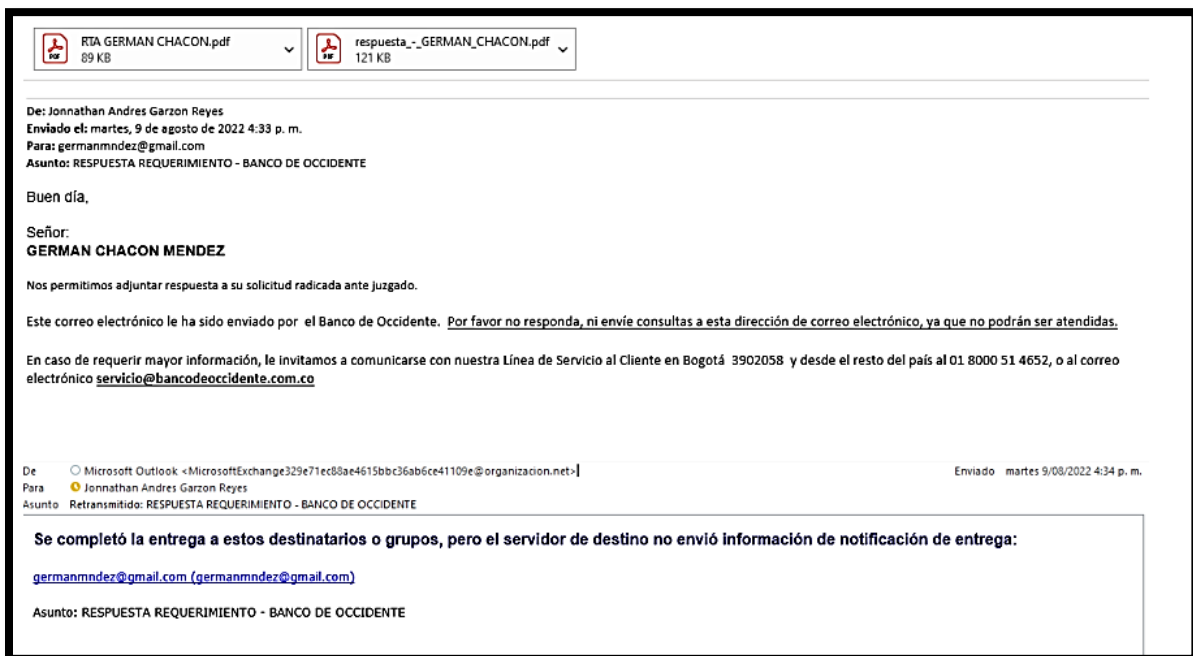 RTA GERMAN CHACON.pdf
89 KB
respuesta_-_GERMAN_CHACON.pdf
121 KB
De: Jonnathan Andres Garzon Reyes
Enviado el: martes, 9 de agosto de 2022 4:33 p. m.
Para: germanmndez@gmail.com
Asunto: RESPUESTA REQUERIMIENTO - BANCO DE OCCIDENTE
Buen día,
Señor:
GERMAN CHACON MENDEZ
Nos permitimos adjuntar respuesta a su solicitud radicada ante juzgado.
Este correo electrónico le ha sido enviado por el Banco de Occidente. Por favor no responda, ni envíe consultas a esta dirección de correo electrónico, ya que no podrán ser atendidas.
En caso de requerir mayor información, le invitamos a comunicarse con nuestra Línea de Servicio al Cliente en Bogotá 3902058 y desde el resto del país al 01 8000 51 4652, o al correo
electrónico servicio@bancodeoccidente.com.co
De Microsoft Outlook <MicrosoftExchange329e71ec88ae4615bbc36ab6ce41109e@organizacion.net> Enviado martes 9/08/2022 4:34 p. m.
Para Jonnathan Andres Garzon Reyes
Asunto Retransmitido: RESPUESTA REQUERIMIENTO - BANCO DE OCCIDENTE
Se completó la entrega a estos destinatarios o grupos, pero el servidor de destino no envió información de notificación de entrega:
germanmndez@gmail.com (germanmndez@gmail.com)
Asunto: RESPUESTA REQUERIMIENTO - BANCO DE OCCIDENTE